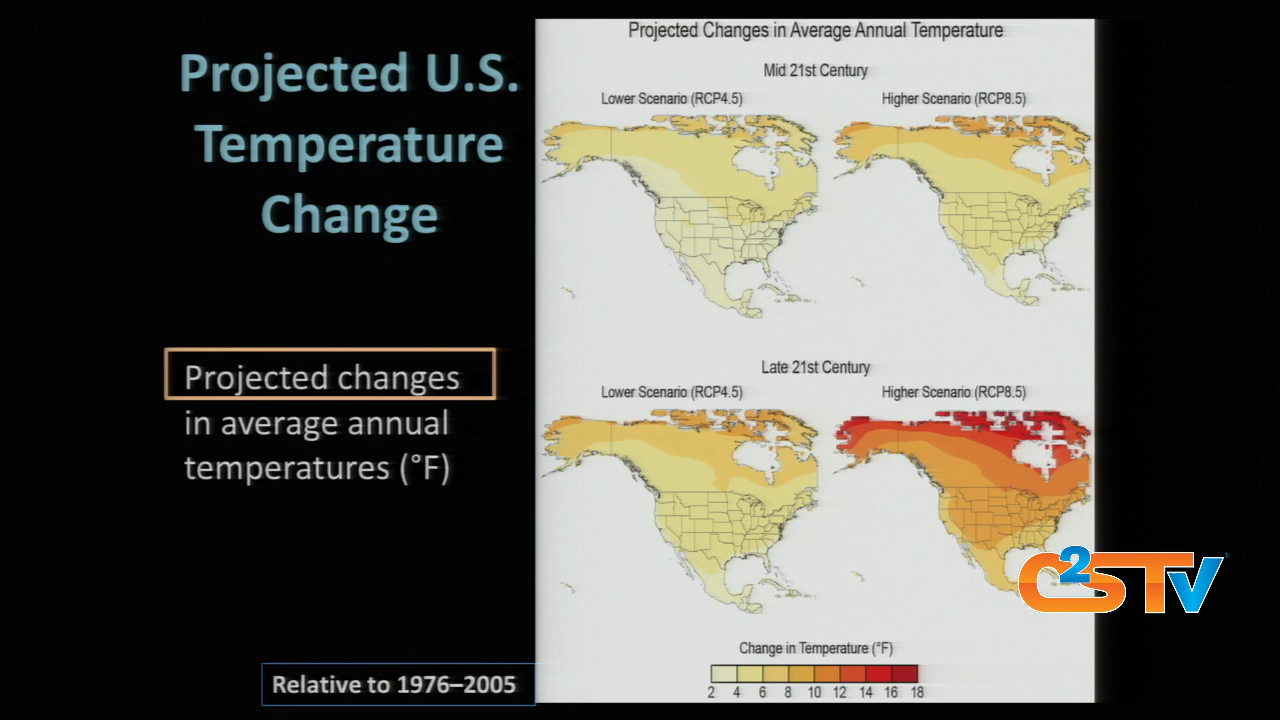 Projected U.S.
Temperature
Change
Projected changes
in average annual
temperatures (°F)
Relative to 1976–2005
Projected Changes in Average Annual Temperature
Mid 21st Century
Lower Scenario (RCP4.5)
Higher Scenario (RCP8.5)
Late 21st Century
Lower Scenario (RCP4.5)
Higher Scenario (RCP8.5)
Change in Temperature (°F)
2 4 6 8 10 12 14 16 18
C2STV